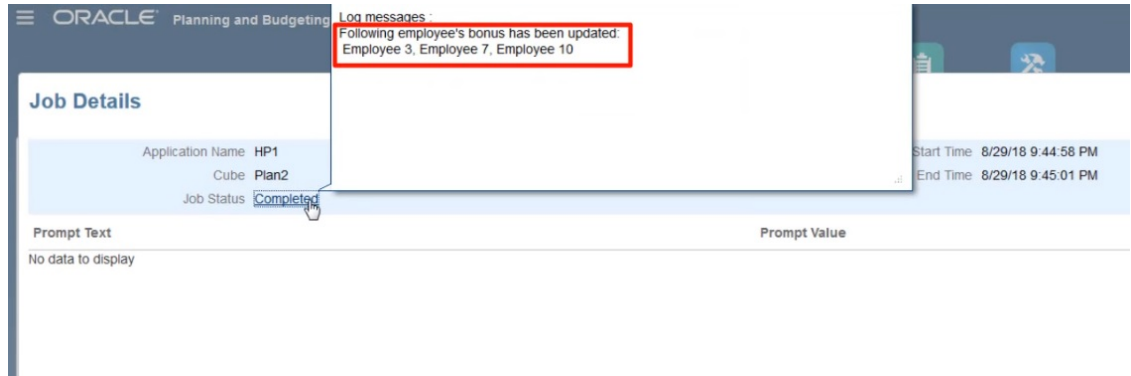 ORACLE® Planning and Budgeting
Log messages :
Following employee's bonus has been updated:
Employee 3, Employee 7, Employee 10
Job Details
Application Name HP1
Start Time 8/29/18 9:44:58 PM
Cube Plan2
End Time 8/29/18 9:45:01 PM
Job Status Completed
Prompt Text Prompt Value
No data to display